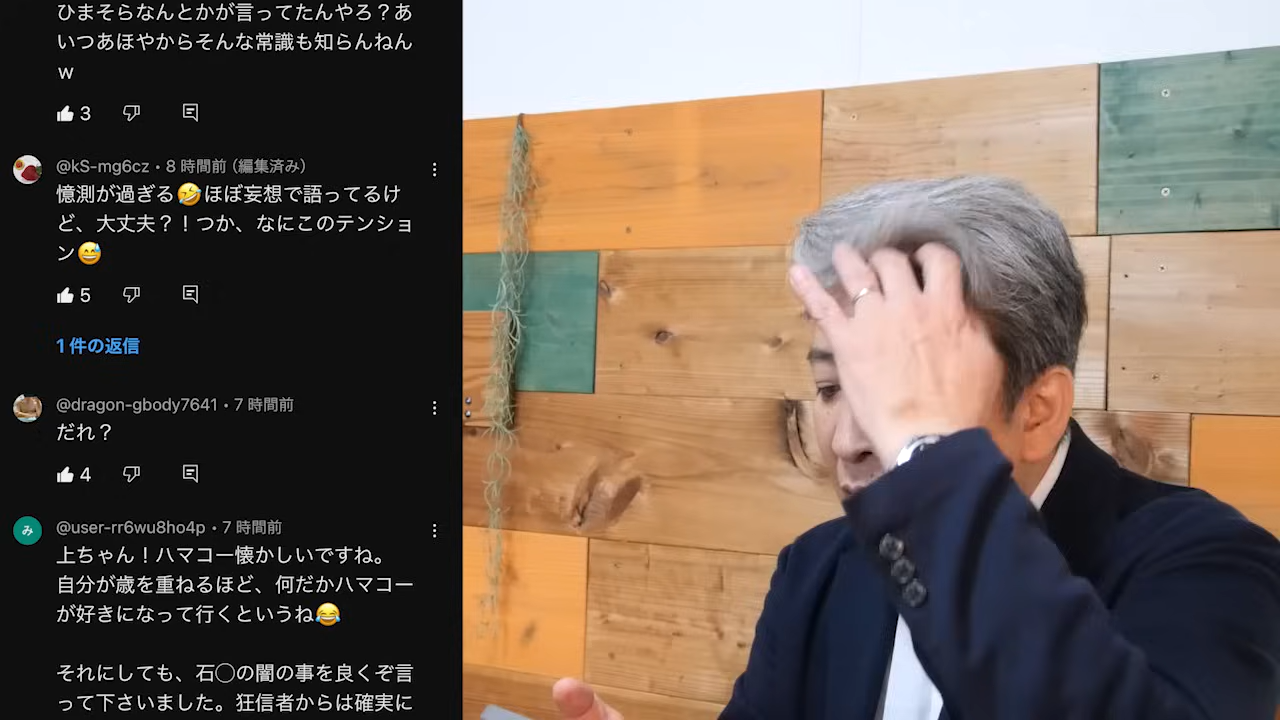 ひまそらなんとかが言ってたんやろ？あ
いつあほやからそんな常識も知らんねん
w
3
@kS-mg6cz・8 時間前（編集済み）
憶測が過ぎる🤣ほぼ妄想で語ってるけ
ど、大丈夫？！つか、なにこのテンショ
ン😅
5
1 件の返信
@dragon-gbody7641・7 時間前
だれ？
4
み
@user-rr6wu8ho4p・7 時間前
上ちゃん！ハマコー懐かしいですね。
自分が歳を重ねるほど、何だかハマコー
が好きになって行くというね😂
それにしても、石◯の闇の事を良くぞ言
って下さいました。狂信者からは確実に